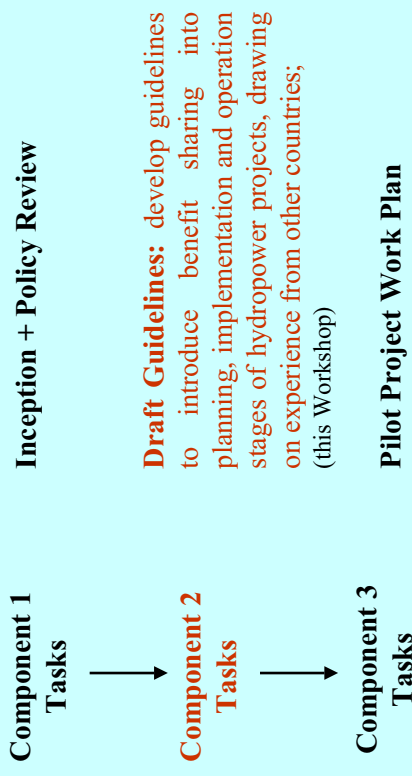 Component 1
Tasks
Inception + Policy Review
Component 2
Tasks
Draft Guidelines: develop guidelines
to introduce benefit sharing into
planning, implementation and operation
stages of hydropower projects, drawing
on experience from other countries;
(this Workshop)
Component 3
Tasks
Pilot Project Work Plan